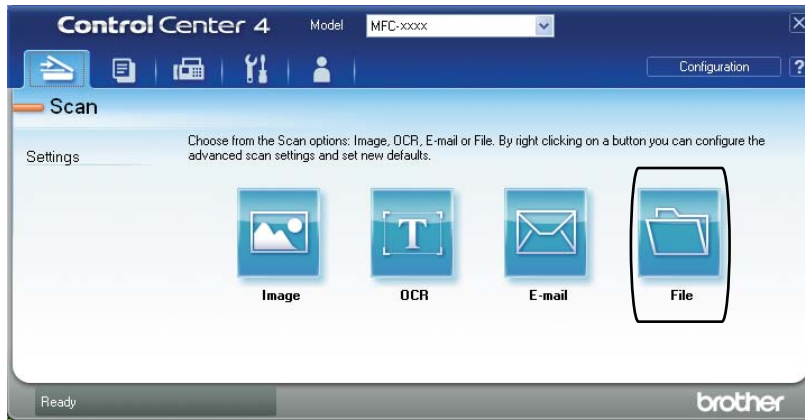 Control Center 4 Model MFC-xxxx
Configuration ?
Scan
Choose from the Scan options: Image, OCR, E-mail or File. By right clicking on a button you can configure the
Settings advanced scan settings and set new defaults.
T
Image OCR E-mail File
Ready brother